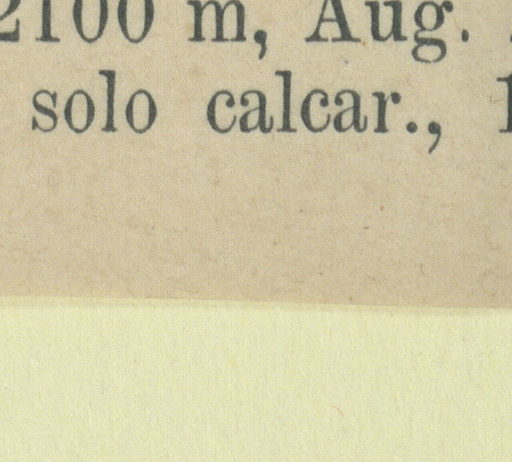 2100 m, Aug.
solo calcar.,